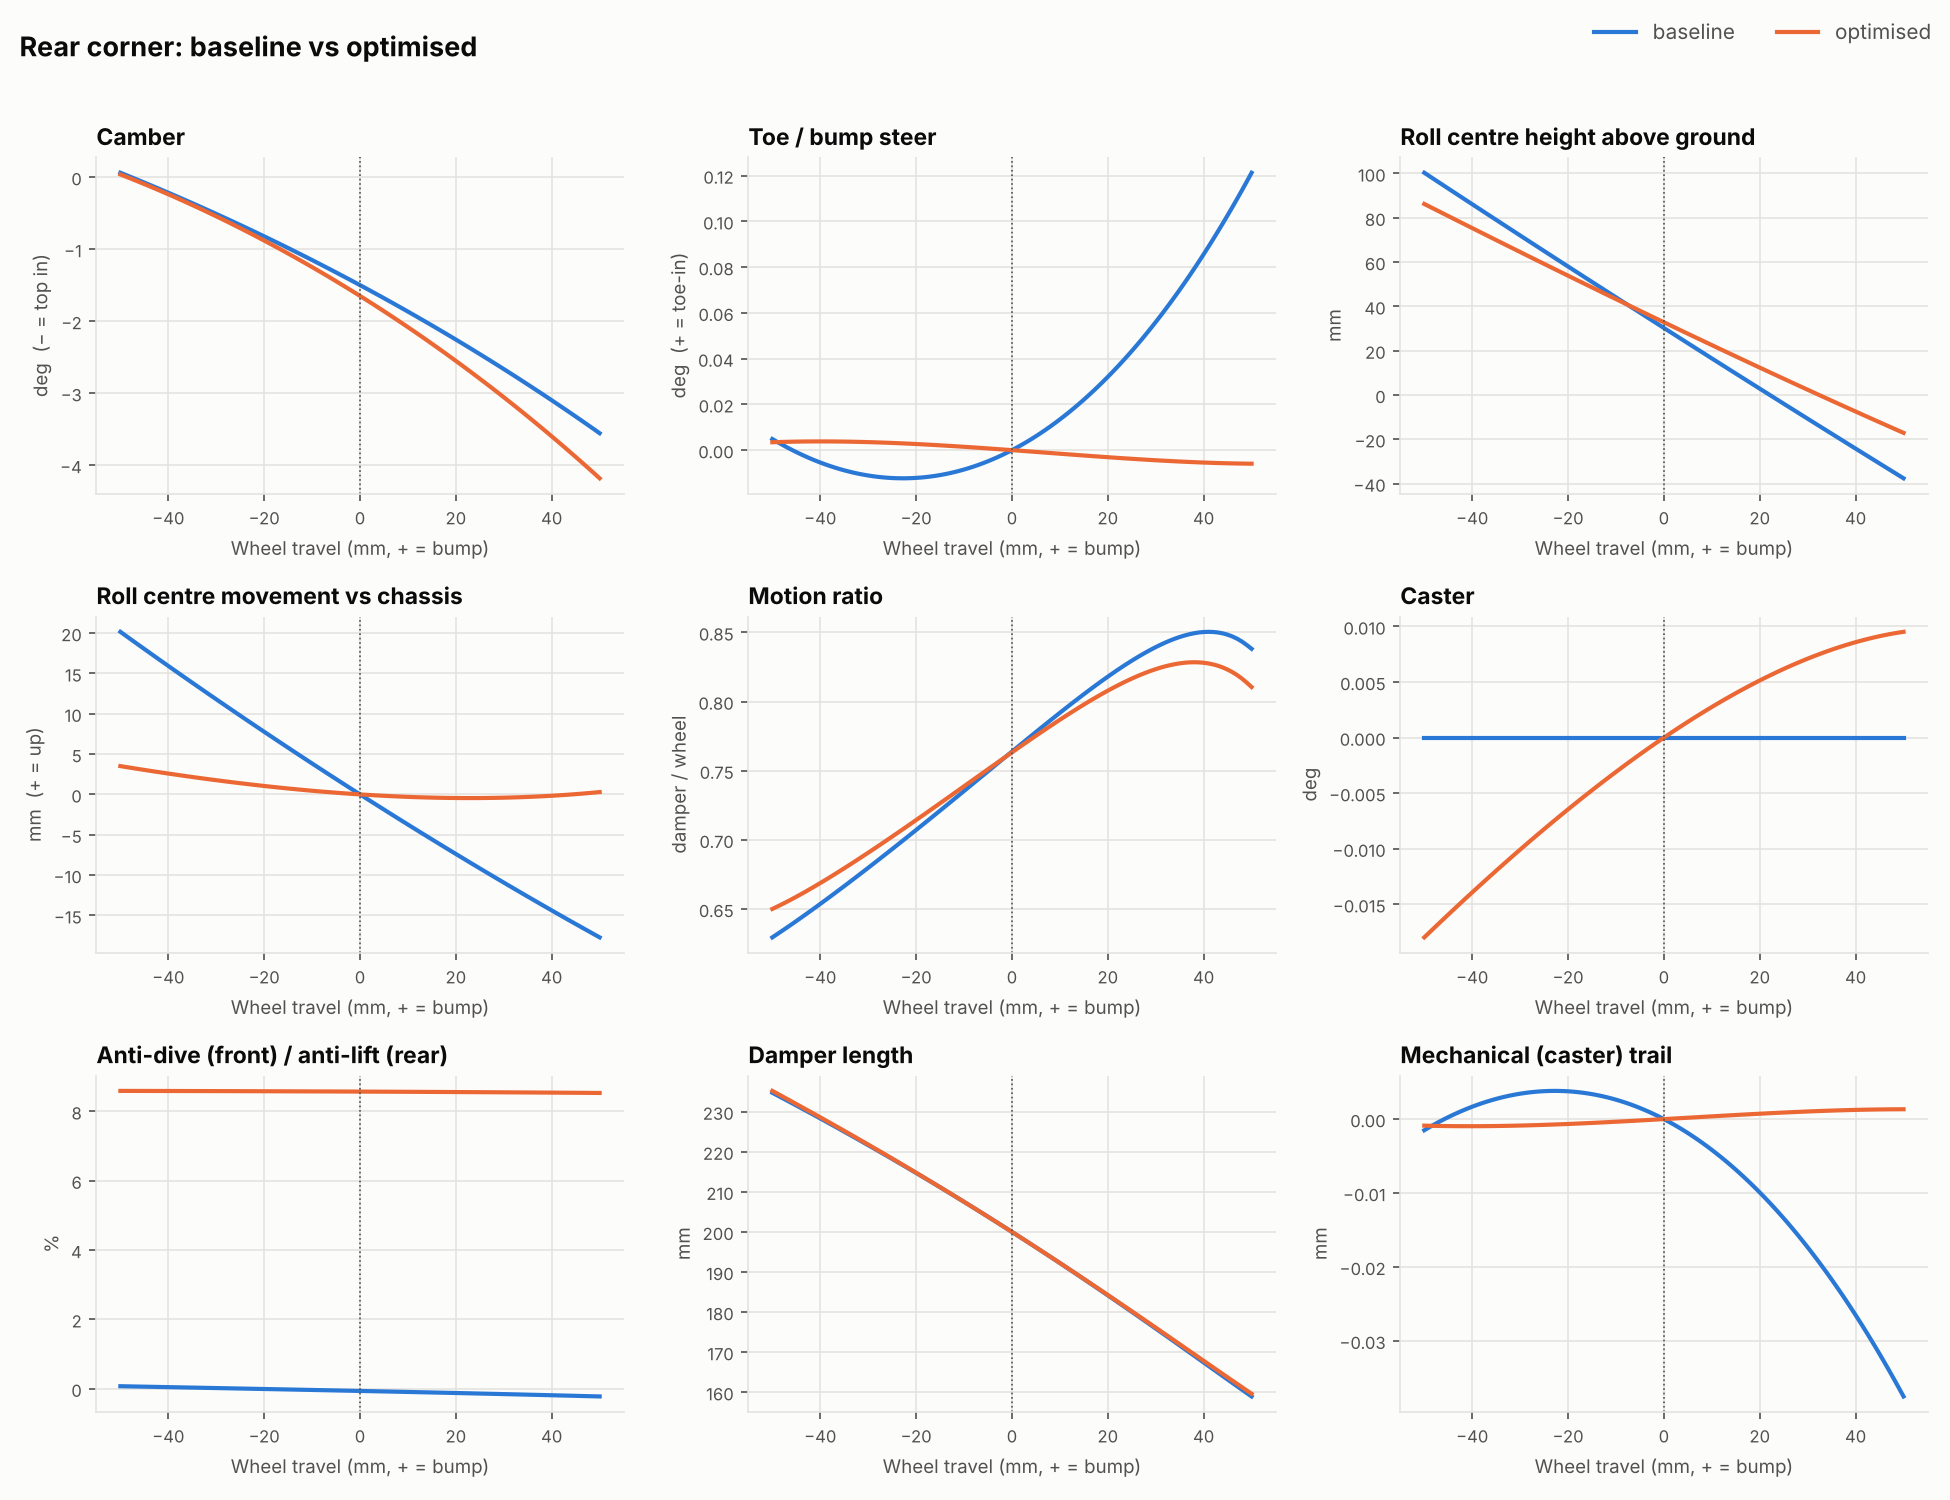 Rear corner: baseline vs optimised
baseline
optimised
Camber
deg (− = top in)
0
−1
−2
−3
−4
−40 −20 0 20 40
Wheel travel (mm, + = bump)
Toe / bump steer
deg (+ = toe-in)
0.12
0.10
0.08
0.06
0.04
0.02
0.00
−40 −20 0 20 40
Wheel travel (mm, + = bump)
Roll centre height above ground
mm
100
80
60
40
20
0
−20
−40
−40 −20 0 20 40
Wheel travel (mm, + = bump)
Roll centre movement vs chassis
mm (+ = up)
20
15
10
5
0
−5
−10
−15
−40 −20 0 20 40
Wheel travel (mm, + = bump)
Motion ratio
damper / wheel
0.85
0.80
0.75
0.70
0.65
−40 −20 0 20 40
Wheel travel (mm, + = bump)
Caster
deg
0.010
0.005
0.000
−0.005
−0.010
−0.015
−40 −20 0 20 40
Wheel travel (mm, + = bump)
Anti-dive (front) / anti-lift (rear)
%
8
6
4
2
0
−40 −20 0 20 40
Wheel travel (mm, + = bump)
Damper length
mm
230
220
210
200
190
180
170
160
−40 −20 0 20 40
Wheel travel (mm, + = bump)
Mechanical (caster) trail
mm
0.00
−0.01
−0.02
−0.03
−40 −20 0 20 40
Wheel travel (mm, + = bump)